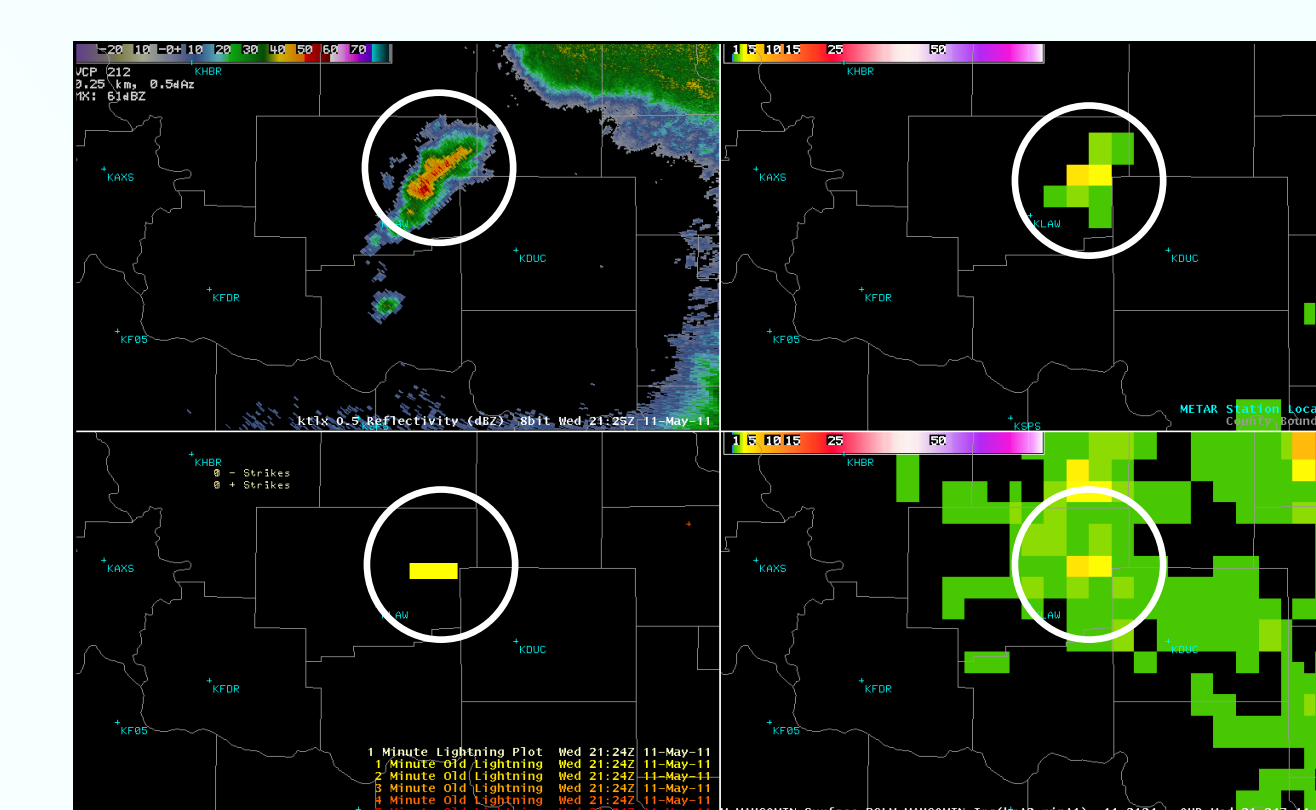 -20 10 -0+ 10 20 30 40 50 60 70
VCP 212
0.25 km, 0.5dAz
MX: 61dBZ
KHBR
KAXS
KDUC
KFDR
KF05
ktlx 0.5 Reflectivity (dBZ) 8bit Wed 21:25Z 11-May-11
1 5 10 15 25 50
KHBR
KAXS
KLAW
KDUC
KFDR
KF05
KSPS
METAR Station Loca
County Bound
KHBR
0 - Strikes
0 + Strikes
KAXS
LAW
KDUC
KFDR
KF05
1 Minute Lightning Plot Wed 21:24Z 11-May-11
1 Minute Old Lightning Wed 21:24Z 11-May-11
2 Minute Old Lightning Wed 21:24Z 11-May-11
3 Minute Old Lightning Wed 21:24Z 11-May-11
4 Minute Old Lightning Wed 21:24Z 11-May-11
1 5 10 15 25 50
KHBR
KAXS
LAW
KDUC
KFDR
KF05